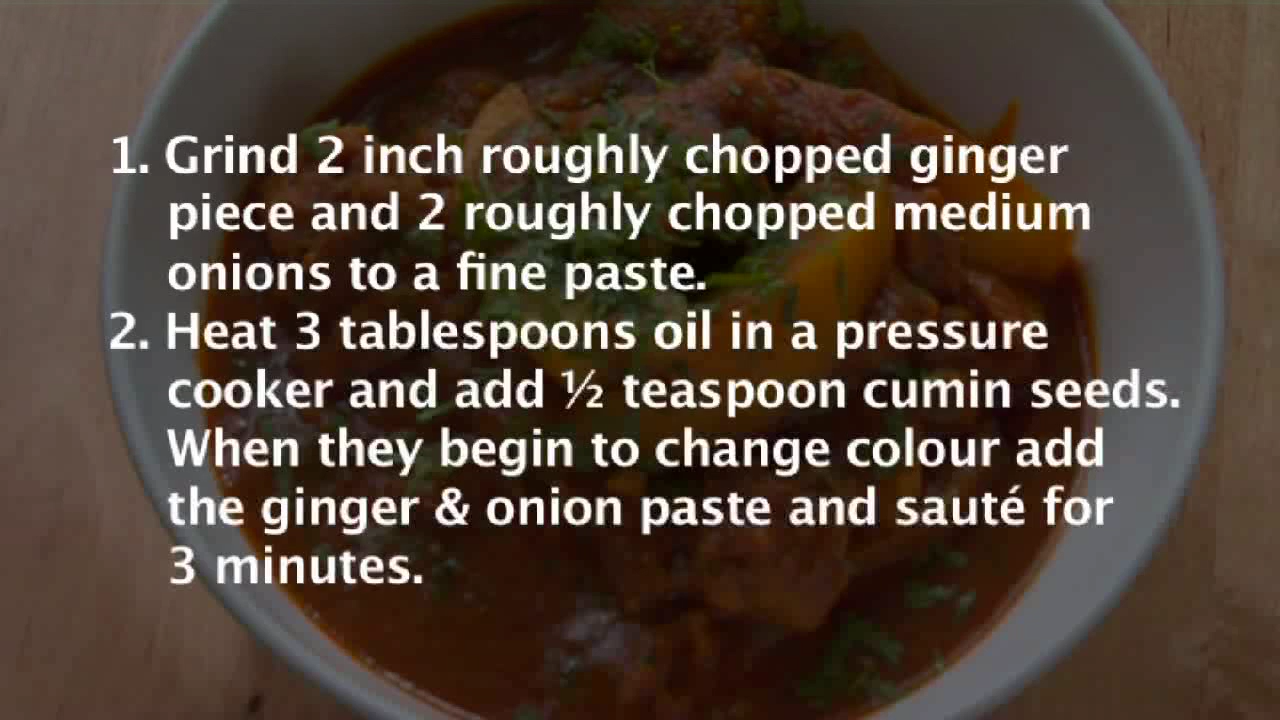 1. Grind 2 inch roughly chopped ginger
piece and 2 roughly chopped medium
onions to a fine paste.
2. Heat 3 tablespoons oil in a pressure
cooker and add ½ teaspoon cumin seeds.
When they begin to change colour add
the ginger & onion paste and sauté for
3 minutes.